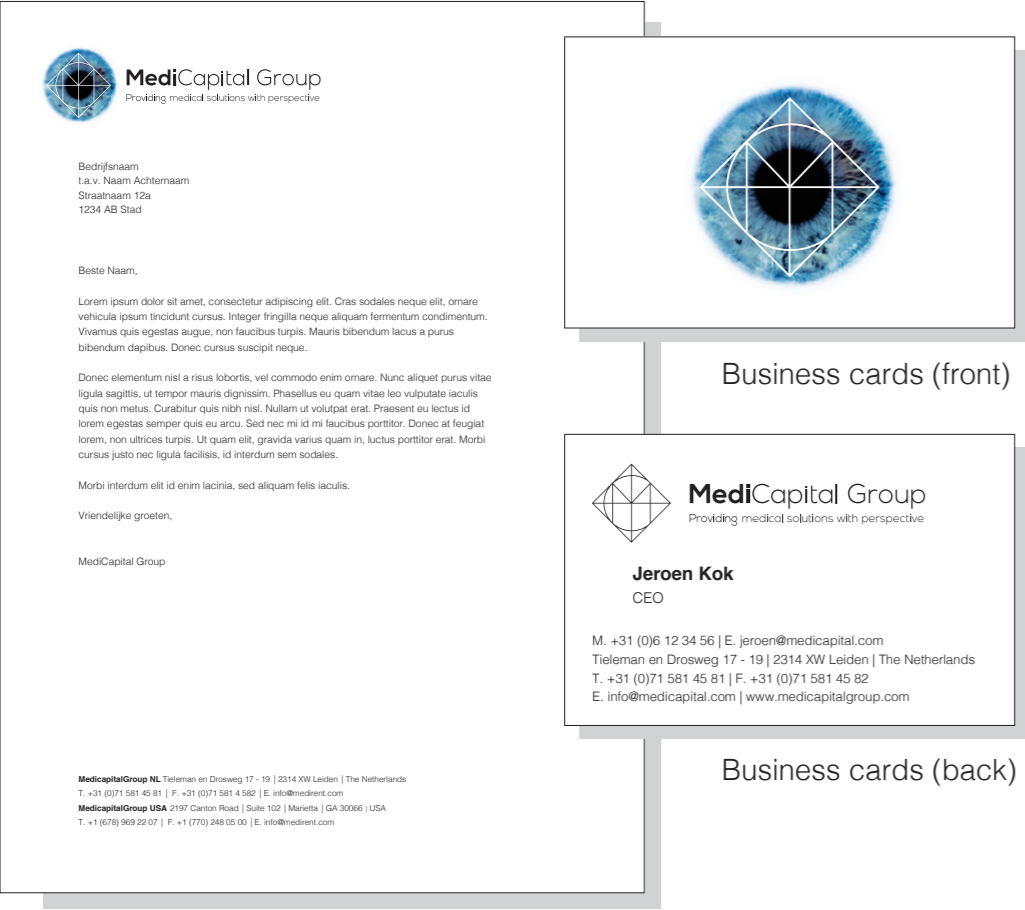 MediCapital Group
Providing medical solutions with perspective
Bedrijfsnaam
t.a.v. Naam Achternaam
Straatnaam 12a
1234 AB Stad
Beste Naam,
Lorem ipsum dolor sit amet, consectetur adipiscing elit. Cras sodales neque elit, ornare
vehicula ipsum tincidunt cursus. Integer fringilla neque aliquam fermentum condimentum.
Vivamus quis egestas augue, non faucibus turpis. Mauris bibendum lacus a purus
bibendum dapibus. Donec cursus suscipit neque.
Donec elementum nisl a risus lobortis, vel commodo enim ornare. Nunc aliquet purus vitae
ligula sagittis, ut tempor mauris dignissim. Phasellus eu quam vitae leo vulputate iaculis
quis non metus. Curabitur quis nibh nisl. Nullam ut volutpat erat. Praesent eu lectus id
lorem egestas semper quis eu arcu. Sed nec mi id mi faucibus porttitor. Donec at feugiat
lorem, non ultrices turpis. Ut quam elit, gravida varius quam in, luctus porttitor erat. Morbi
cursus justo nec ligula facilisis, id interdum sem sodales.
Morbi interdum elit id enim lacinia, sed aliquam felis iaculis.
Vriendelijke groeten,
MediCapital Group
MedicapitalGroup NL Tieleman en Drosweg 17 - 19 | 2314 XW Leiden | The Netherlands
T. +31 (0)71 581 45 81 | F. +31 (0)71 581 4 582 | E. info@medirent.com
MedicapitalGroup USA 2197 Canton Road | Suite 102 | Marietta | GA 30066 | USA
T. +1 (678) 969 22 07 | F. +1 (770) 248 05 00 | E. info@medirent.com
Business cards (front)
MediCapital Group
Providing medical solutions with perspective
Jeroen Kok
CEO
M. +31 (0)6 12 34 56 | E. jeroen@medicapital.com
Tieleman en Drosweg 17 - 19 | 2314 XW Leiden | The Netherlands
T. +31 (0)71 581 45 81 | F. +31 (0)71 581 45 82
E. info@medicapital.com | www.medicapitalgroup.com
Business cards (back)